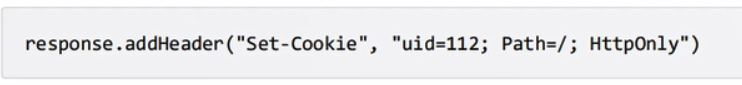 response.addHeader("Set-Cookie", "uid=112; Path=/; HttpOnly")